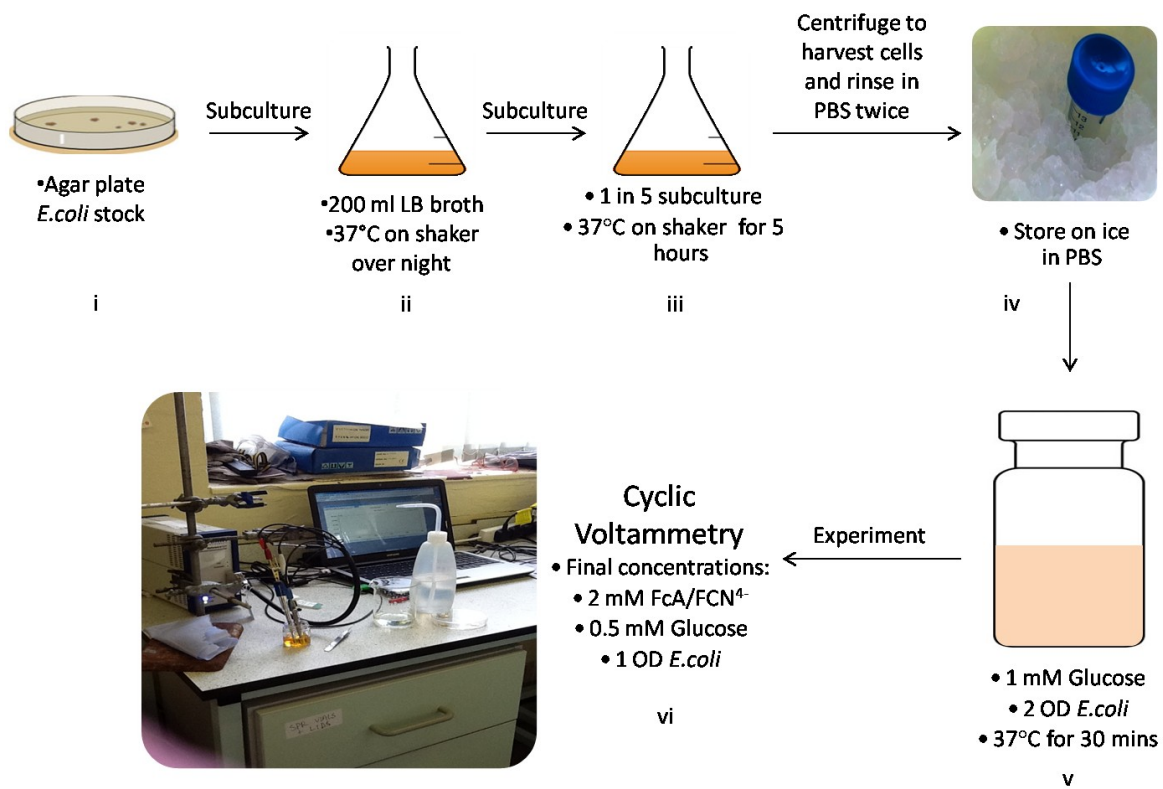 Subculture
Subculture
Centrifuge to
harvest cells
and rinse in
PBS twice
•Agar plate
E.coli stock
i
•200 ml LB broth
•37°C on shaker
over night
ii
• 1 in 5 subculture
• 37°C on shaker for 5
hours
iii
• Store on ice
in PBS
iv
Cyclic
Voltammetry
• Final concentrations:
• 2 mM FcA/FCN⁴⁻
• 0.5 mM Glucose
• 1 OD E.coli
vi
Experiment
• 1 mM Glucose
• 2 OD E.coli
• 37°C for 30 mins
v